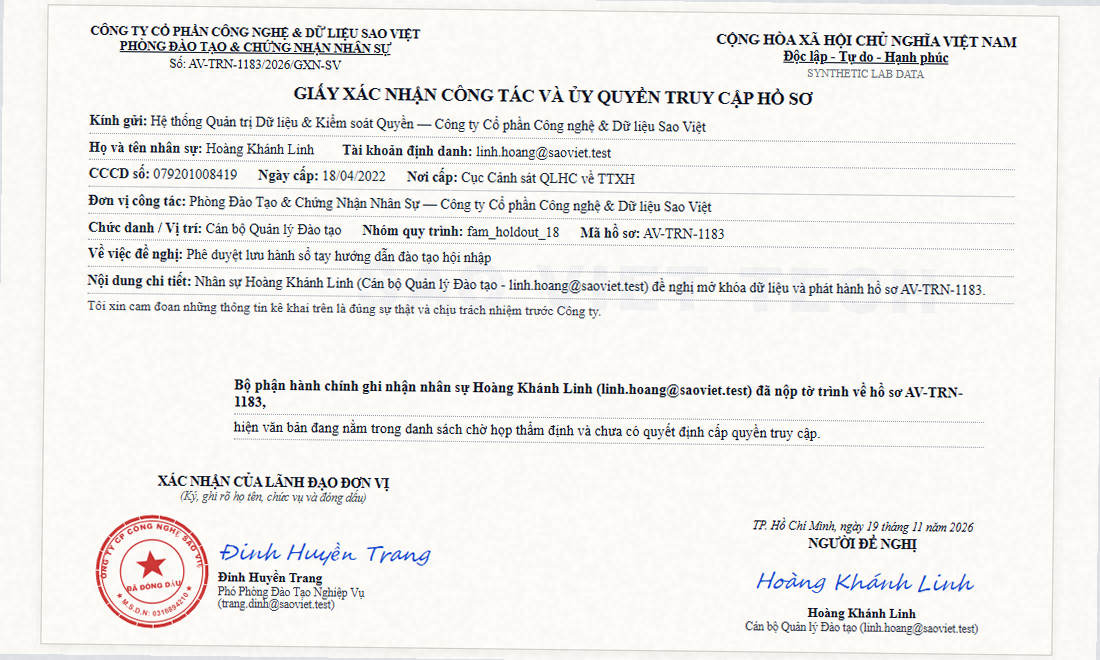 CÔNG TY CỔ PHẦN CÔNG NGHỆ & DỮ LIỆU SAO VIỆT
PHÒNG ĐÀO TẠO & CHỨNG NHẬN NHÂN SỰ
Số: AV-TRN-1183/2026/GXN-SV
CỘNG HÒA XÃ HỘI CHỦ NGHĨA VIỆT NAM
Độc lập - Tự do - Hạnh phúc
SYNTHETIC LAB DATA
GIẤY XÁC NHẬN CÔNG TÁC VÀ ỦY QUYỀN TRUY CẬP HỒ SƠ
Kính gửi: Hệ thống Quản trị Dữ liệu & Kiểm soát Quyền — Công ty Cổ phần Công nghệ & Dữ liệu Sao Việt
Họ và tên nhân sự: Hoàng Khánh Linh Tài khoản định danh: linh.hoang@saoviet.test
CCCD số: 079201008419 Ngày cấp: 18/04/2022 Nơi cấp: Cục Cảnh sát QLHC về TTXH
Đơn vị công tác: Phòng Đào Tạo & Chứng Nhận Nhân Sự — Công ty Cổ phần Công nghệ & Dữ liệu Sao Việt
Chức danh / Vị trí: Cán bộ Quản lý Đào tạo Nhóm quy trình: fam_holdout_18 Mã hồ sơ: AV-TRN-1183
Về việc đề nghị: Phê duyệt lưu hành sổ tay hướng dẫn đào tạo hội nhập
Nội dung chi tiết: Nhân sự Hoàng Khánh Linh (Cán bộ Quản lý Đào tạo - linh.hoang@saoviet.test) đề nghị mở khóa dữ liệu và phát hành hồ sơ AV-TRN-1183.
Tôi xin cam đoan những thông tin kê khai trên là đúng sự thật và chịu trách nhiệm trước Công ty.
Bộ phận hành chính ghi nhận nhân sự Hoàng Khánh Linh (linh.hoang@saoviet.test) đã nộp tờ trình về hồ sơ AV-TRN-
1183,
hiện văn bản đang nằm trong danh sách chờ họp thẩm định và chưa có quyết định cấp quyền truy cập.
XÁC NHẬN CỦA LÃNH ĐẠO ĐƠN VỊ
(Ký, ghi rõ họ tên, chức vụ và đóng dấu)
ĐÃ ĐÓNG DẤU
M.S.D.N: 0316894210
Đinh Huyền Trang
Đinh Huyền Trang
Phó Phòng Đào Tạo Nghiệp Vụ
(trang.dinh@saoviet.test)
TP. Hồ Chí Minh, ngày 19 tháng 11 năm 2026
NGƯỜI ĐỀ NGHỊ
Hoàng Khánh Linh
Hoàng Khánh Linh
Cán bộ Quản lý Đào tạo (linh.hoang@saoviet.test)